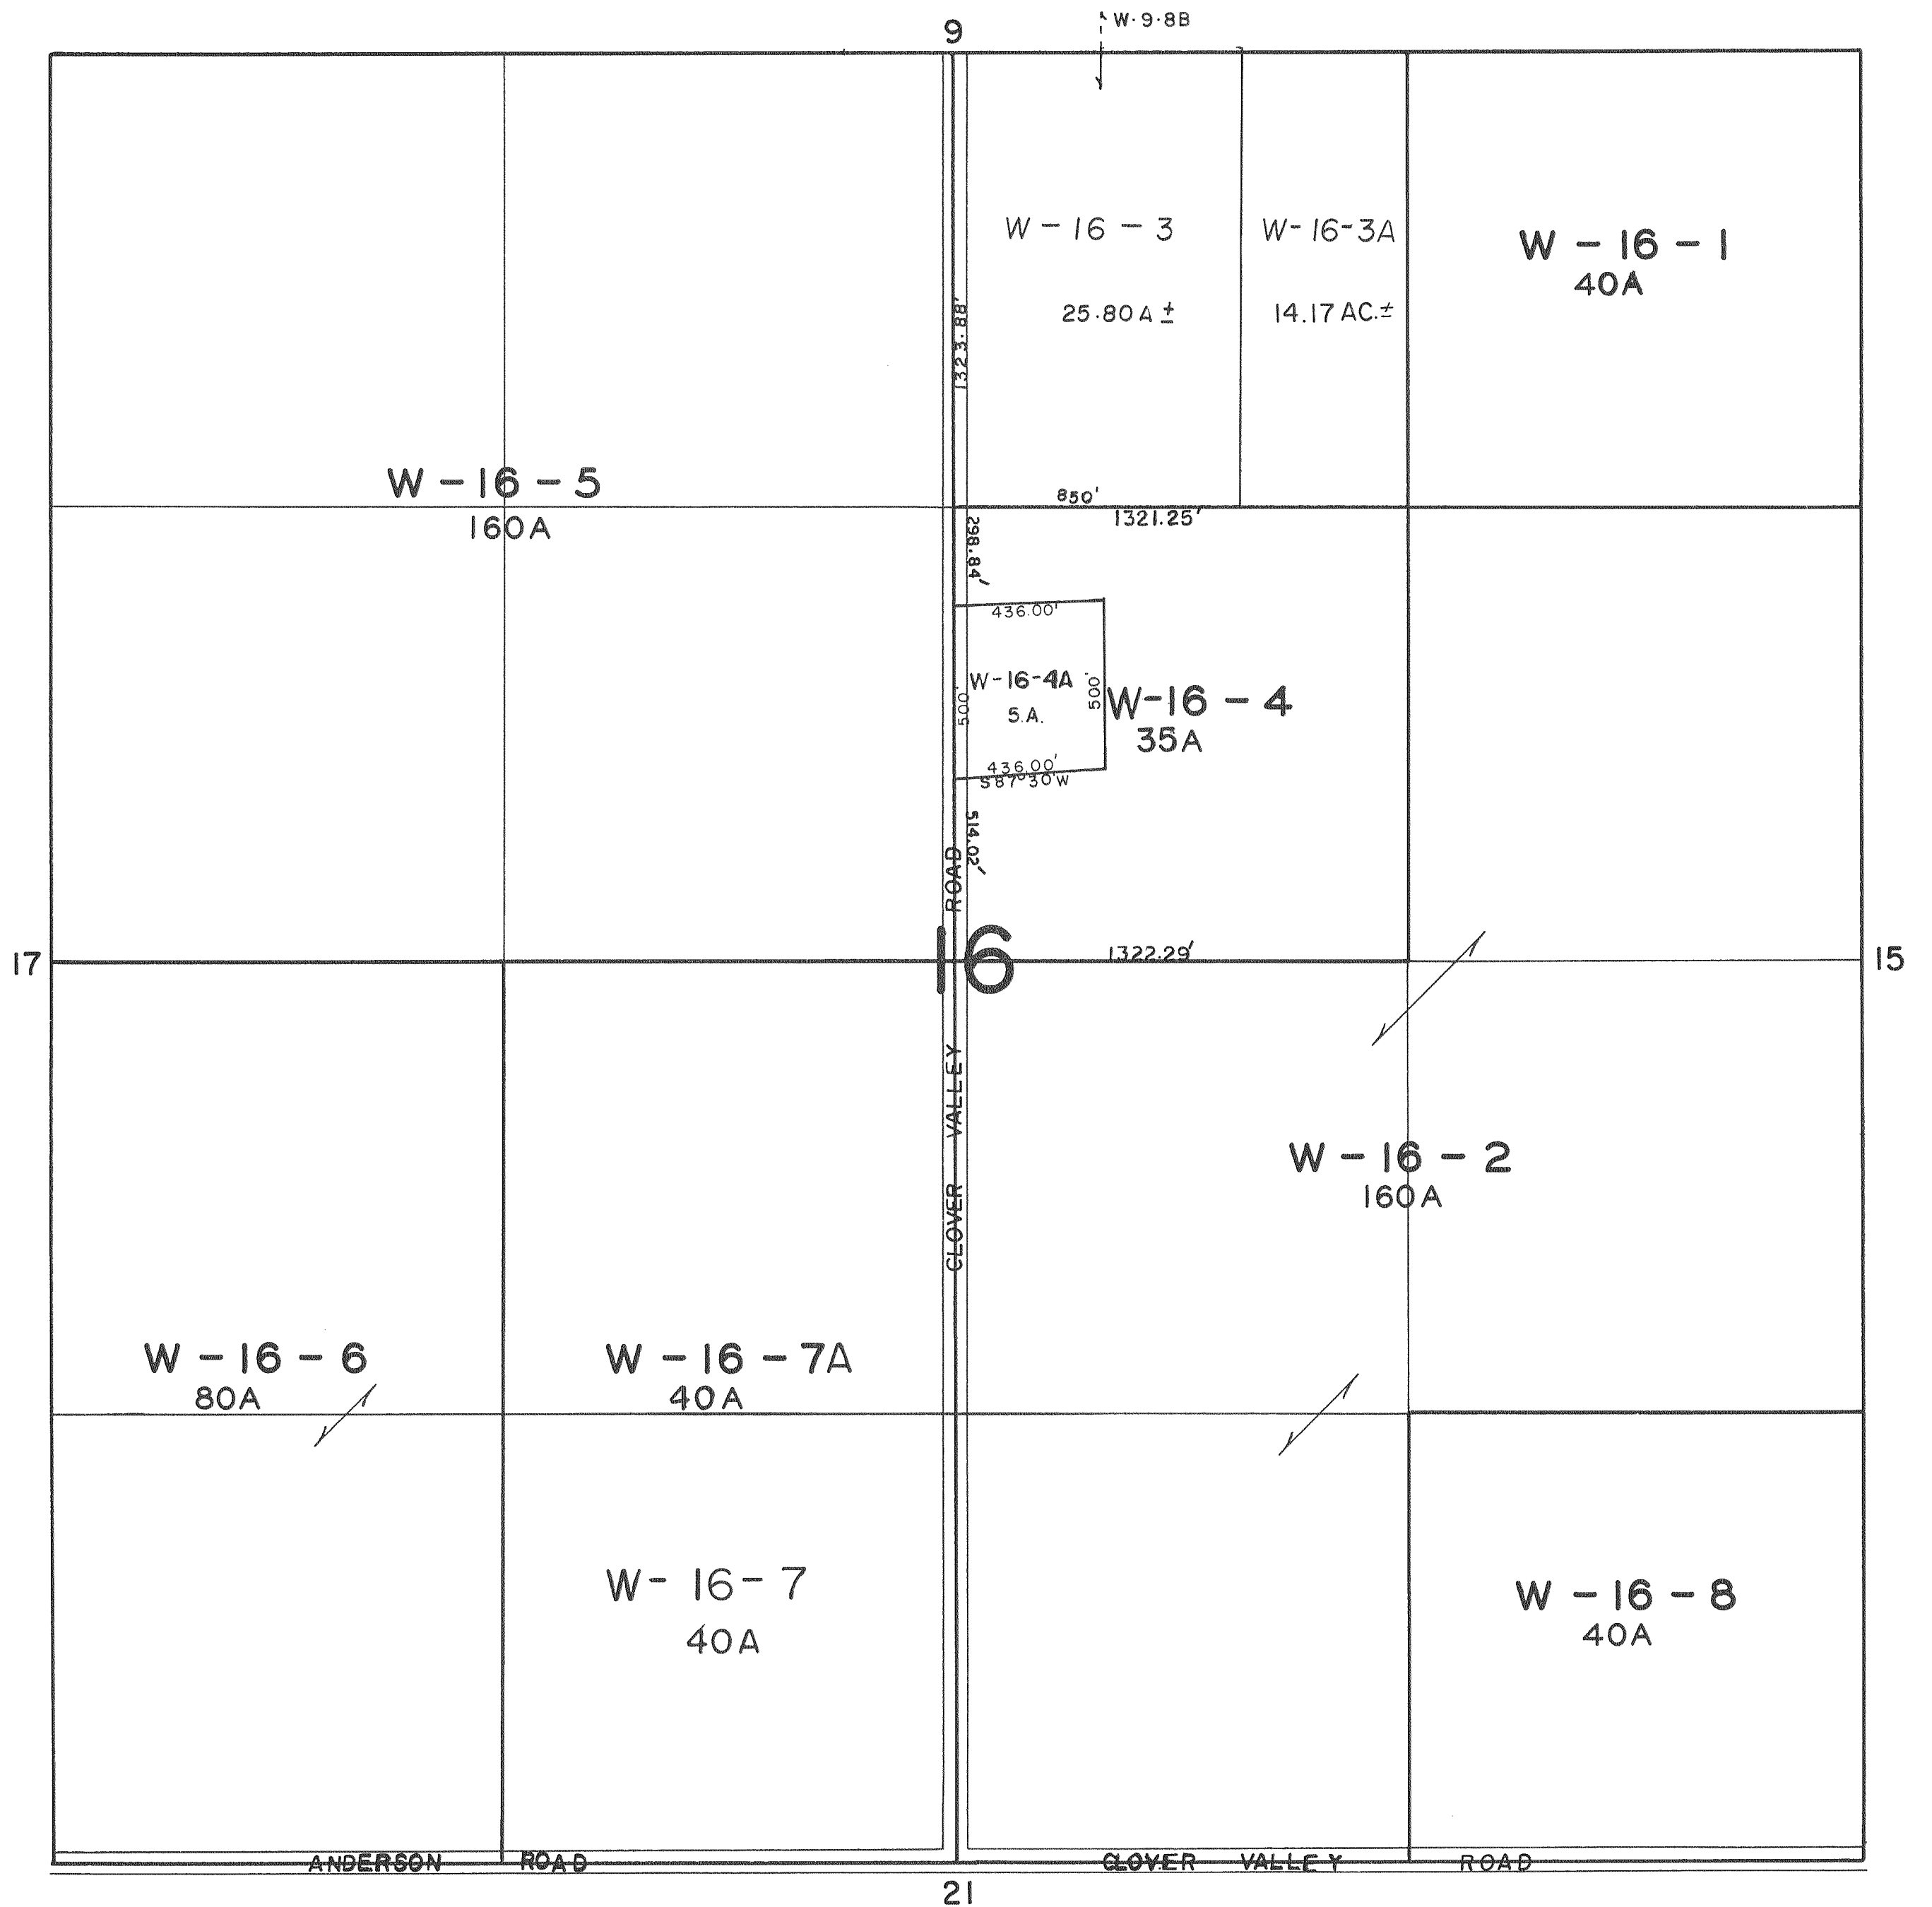 9
W·9·8B
W - 16 - 3
25.80 A ±
W-16-3A
14.17 AC.±
W - 16 - 1
40A
1323.88'
W - 16 - 5
160A
850'
1321.25'
298.84'
436.00'
W-16-4A
5.A.
500'
500'
W-16 - 4
35A
436.00'
S 87°30'W
514.02'
ROAD
17
16
1322.29'
15
CLOVER VALLEY
W - 16 - 2
160A
W - 16 - 6
80A
W - 16 - 7A
40A
W - 16 - 7
40A
W - 16 - 8
40A
ANDERSON ROAD
CLOVER VALLEY ROAD
21